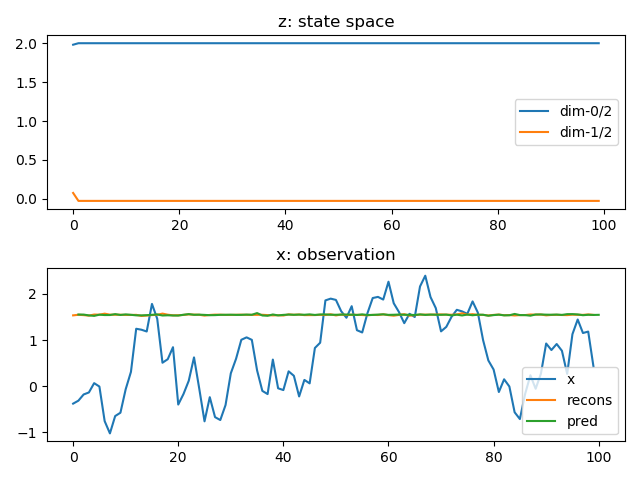 z: state space
2.0
1.5
1.0
0.5
0.0
dim-0/2
dim-1/2
0 20 40 60 80 100
x: observation
2
1
0
−1
x
recons
pred
0 20 40 60 80 100